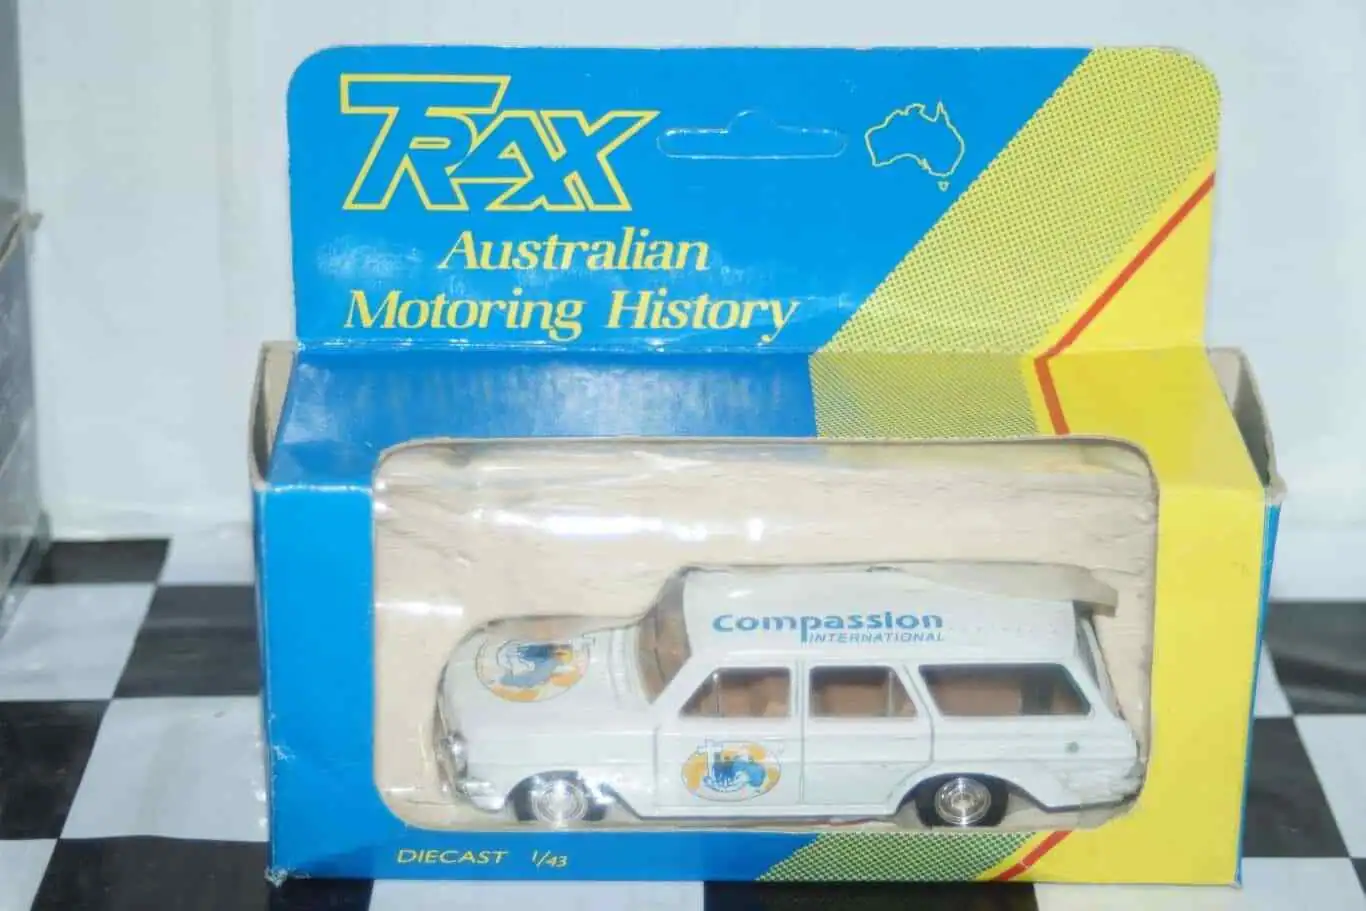 TRAX
Australian
Motoring History
Compassion
INTERNATIONAL
DIECAST 1/43